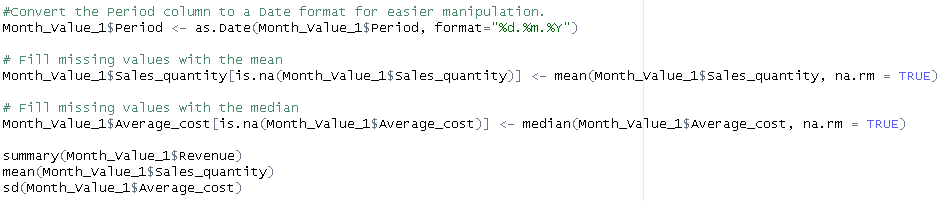 #Convert the Period column to a Date format for easier manipulation.
Month_Value_1$Period <- as.Date(Month_Value_1$Period, format="%d.%m.%Y")
# Fill missing values with the mean
Month_Value_1$Sales_quantity[is.na(Month_Value_1$Sales_quantity)] <- mean(Month_Value_1$Sales_quantity, na.rm = TRUE)
# Fill missing values with the median
Month_Value_1$Average_cost[is.na(Month_Value_1$Average_cost)] <- median(Month_Value_1$Average_cost, na.rm = TRUE)
summary(Month_Value_1$Revenue)
mean(Month_Value_1$Sales_quantity)
sd(Month_Value_1$Average_cost)